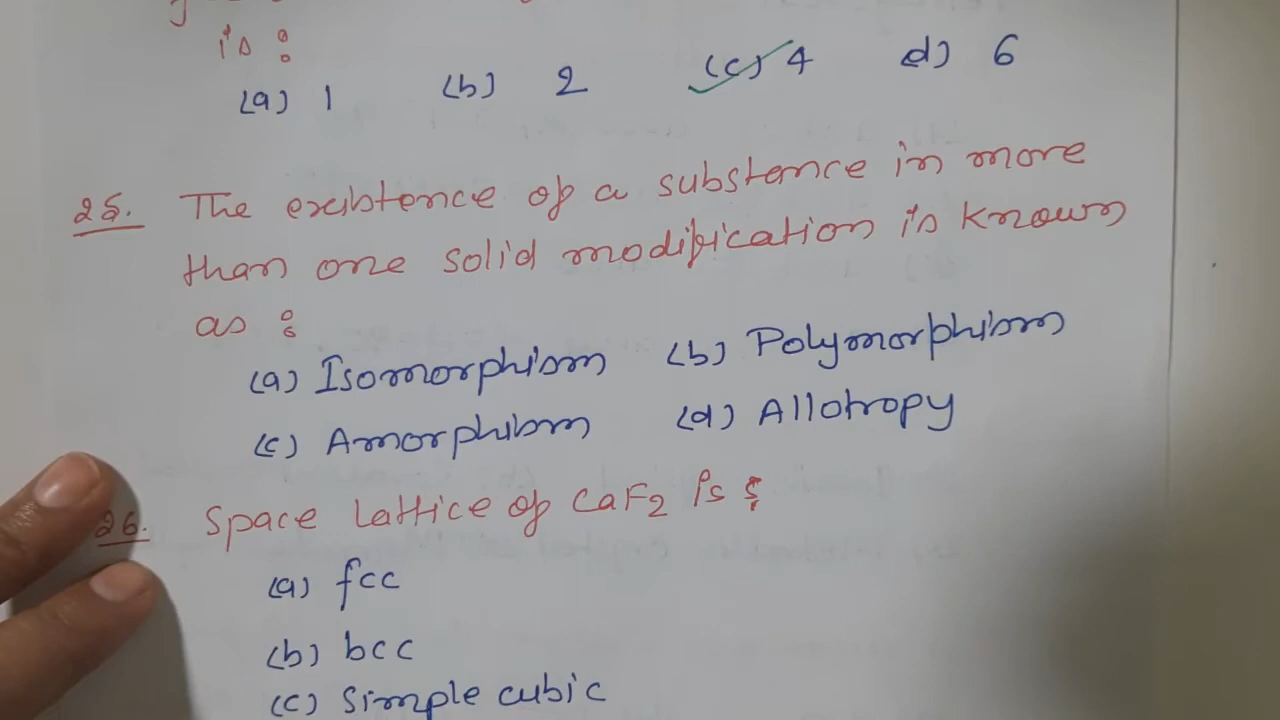 is :
(a) 1 (b) 2 (c) 4 d) 6
25. The existence of a substance in more
than one solid modification is known
as :
(a) Isomorphism (b) Polymorphism
(c) Amorphism (d) Allotropy
26. Space lattice of CaF2 is :
(a) fcc
(b) bcc
(c) Simple cubic